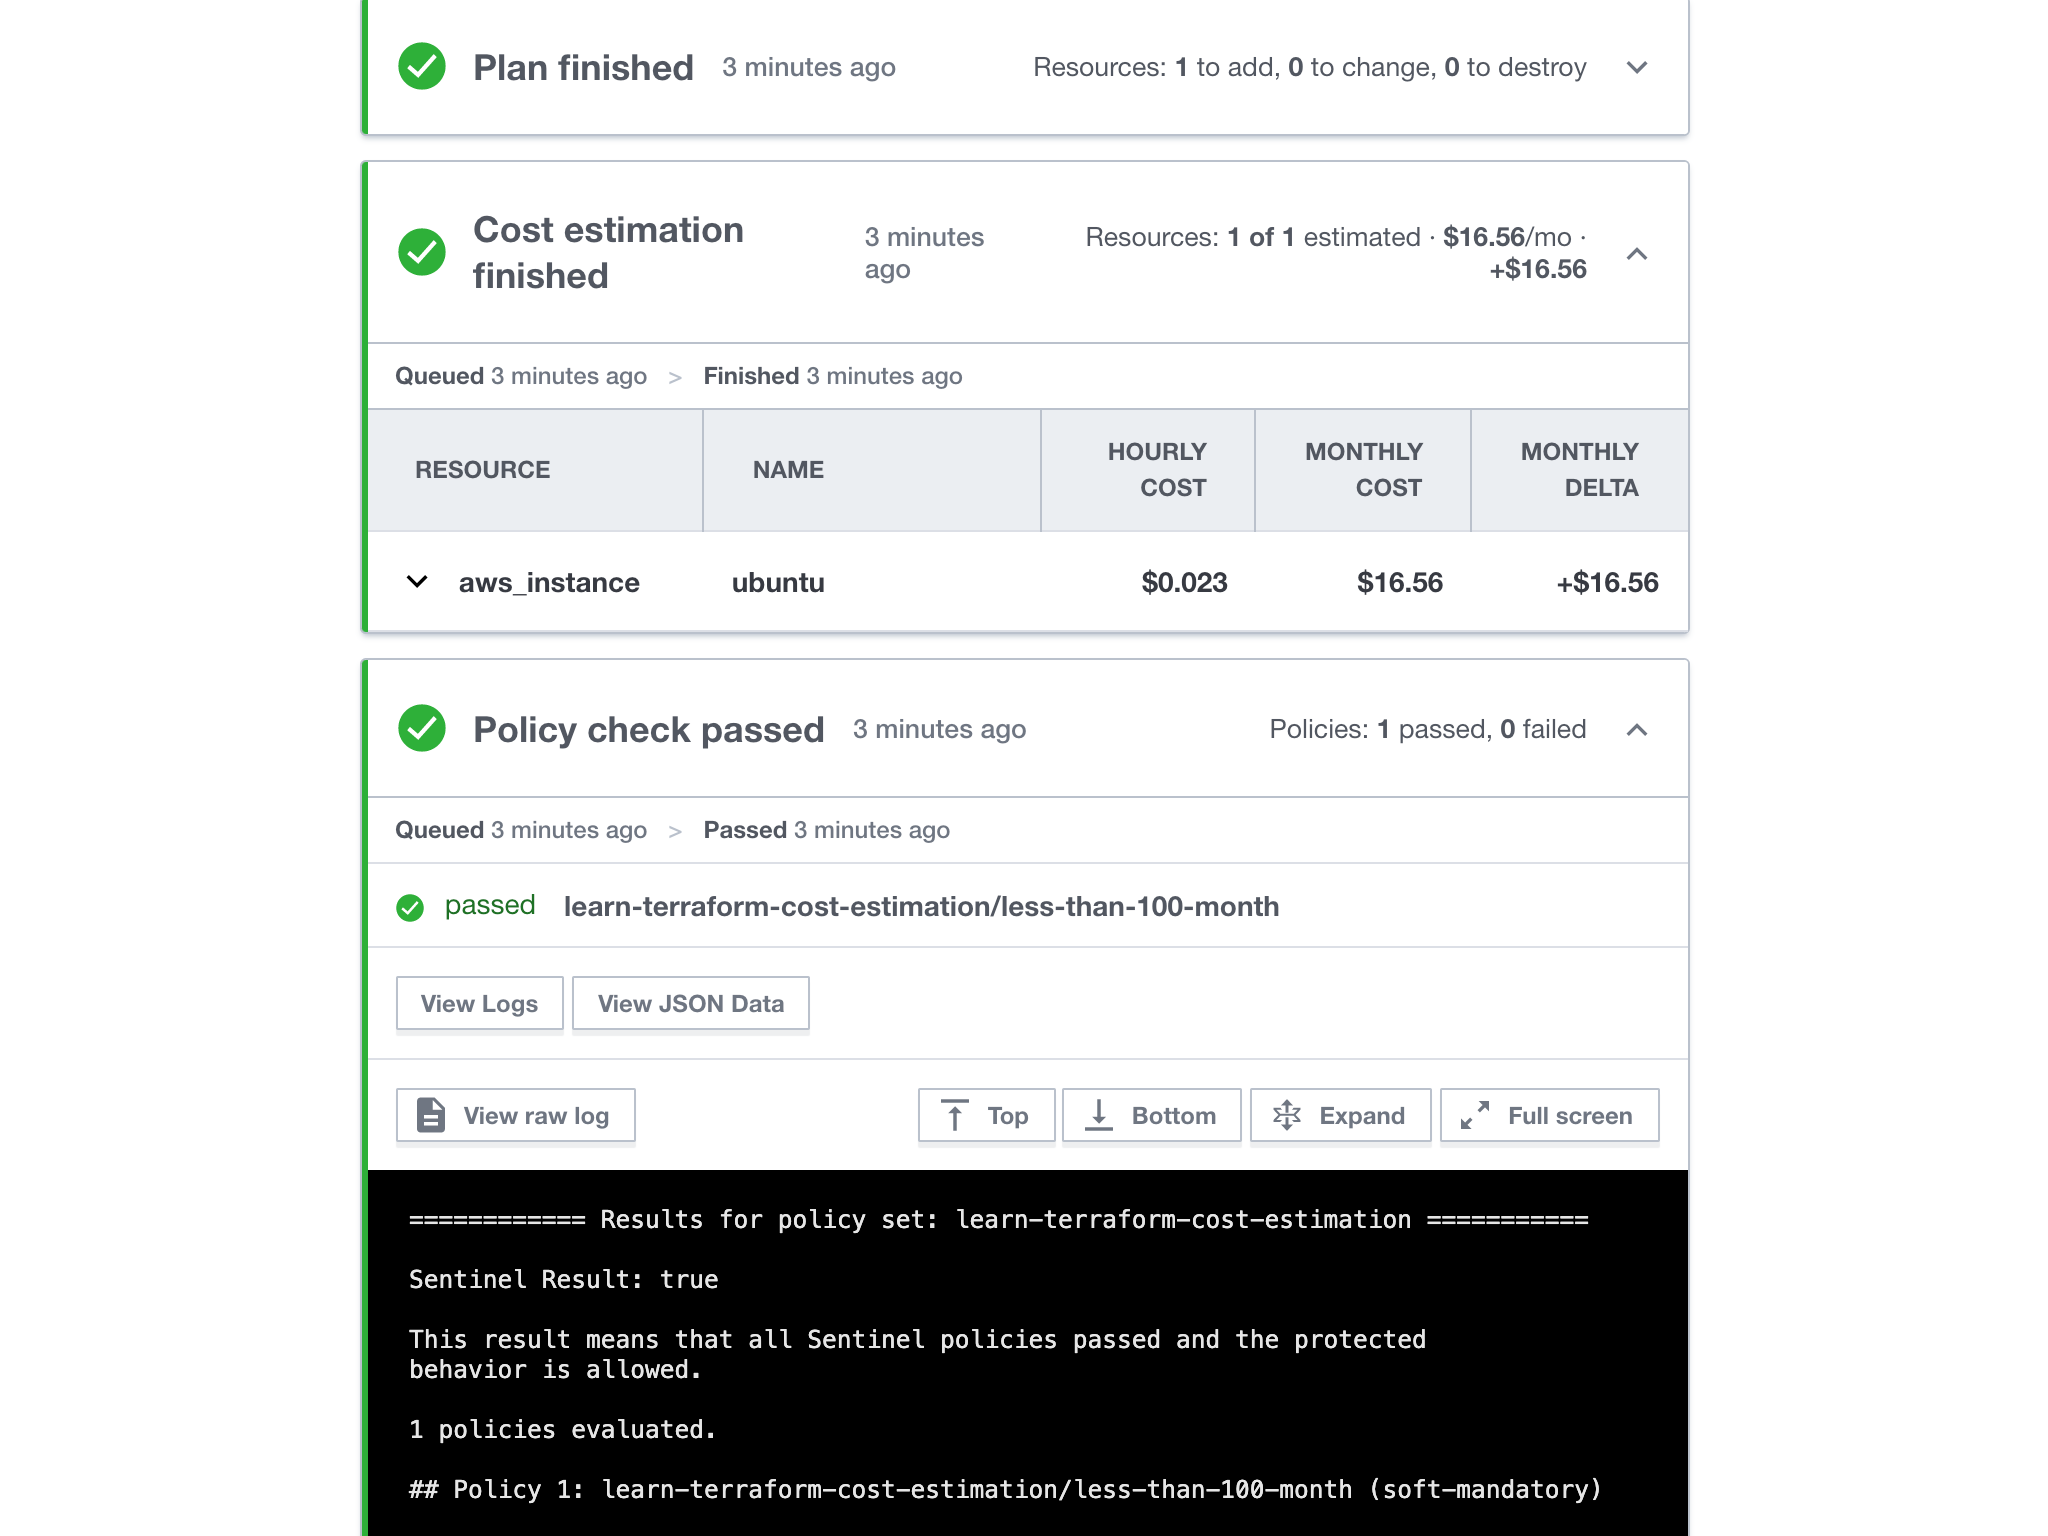 Plan finished 3 minutes ago Resources: 1 to add, 0 to change, 0 to destroy
Cost estimation
finished
3 minutes
ago
Resources: 1 of 1 estimated · $16.56/mo ·
+$16.56
Queued 3 minutes ago > Finished 3 minutes ago
RESOURCE NAME HOURLY COST MONTHLY COST MONTHLY DELTA
aws_instance ubuntu $0.023 $16.56 +$16.56
Policy check passed 3 minutes ago Policies: 1 passed, 0 failed
Queued 3 minutes ago > Passed 3 minutes ago
passed learn-terraform-cost-estimation/less-than-100-month
View Logs View JSON Data
View raw log Top Bottom Expand Full screen
============ Results for policy set: learn-terraform-cost-estimation ===========
Sentinel Result: true
This result means that all Sentinel policies passed and the protected
behavior is allowed.
1 policies evaluated.
## Policy 1: learn-terraform-cost-estimation/less-than-100-month (soft-mandatory)